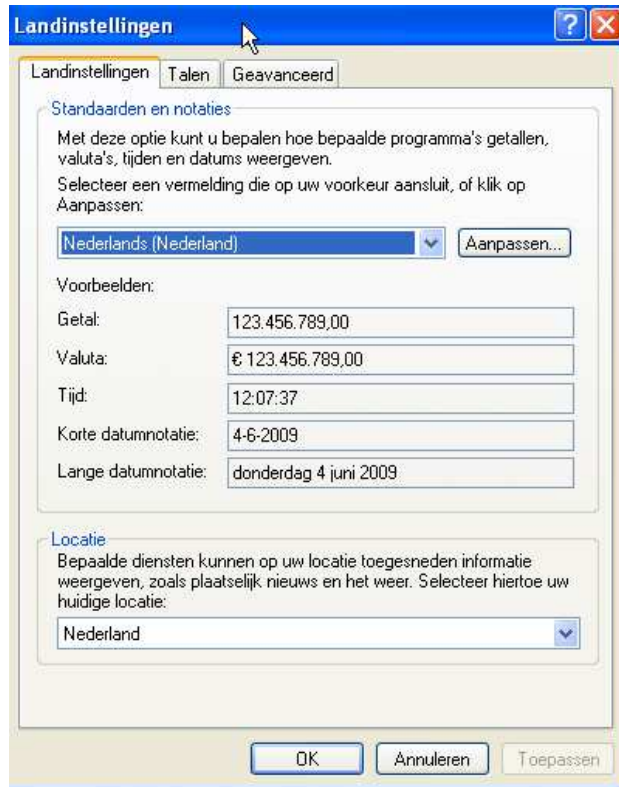 Landinstellingen
Landinstellingen Talen Geavanceerd
Standaarden en notaties
Met deze optie kunt u bepalen hoe bepaalde programma's getallen,
valuta's, tijden en datums weergeven.
Selecteer een vermelding die op uw voorkeur aansluit, of klik op
Aanpassen:
Nederlands (Nederland) Aanpassen...
Voorbeelden:
Getal: 123.456.789,00
Valuta: € 123.456.789,00
Tijd: 12:07:37
Korte datumnotatie: 4-6-2009
Lange datumnotatie: donderdag 4 juni 2009
Locatie
Bepaalde diensten kunnen op uw locatie toegesneden informatie
weergeven, zoals plaatselijk nieuws en het weer. Selecteer hiertoe uw
huidige locatie:
Nederland
OK Annuleren Toepassen